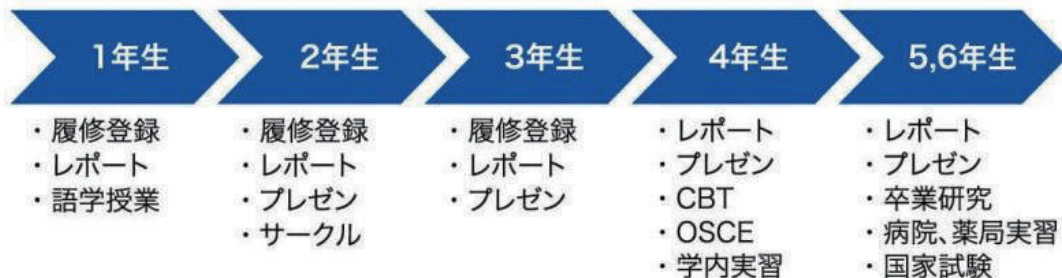 1年生
・履修登録
・レポート
・語学授業
2年生
・履修登録
・レポート
・プレゼン
・サークル
3年生
・履修登録
・レポート
・プレゼン
4年生
・レポート
・プレゼン
・CBT
・OSCE
・学内実習
5,6年生
・レポート
・プレゼン
・卒業研究
・病院、薬局実習
・国家試験